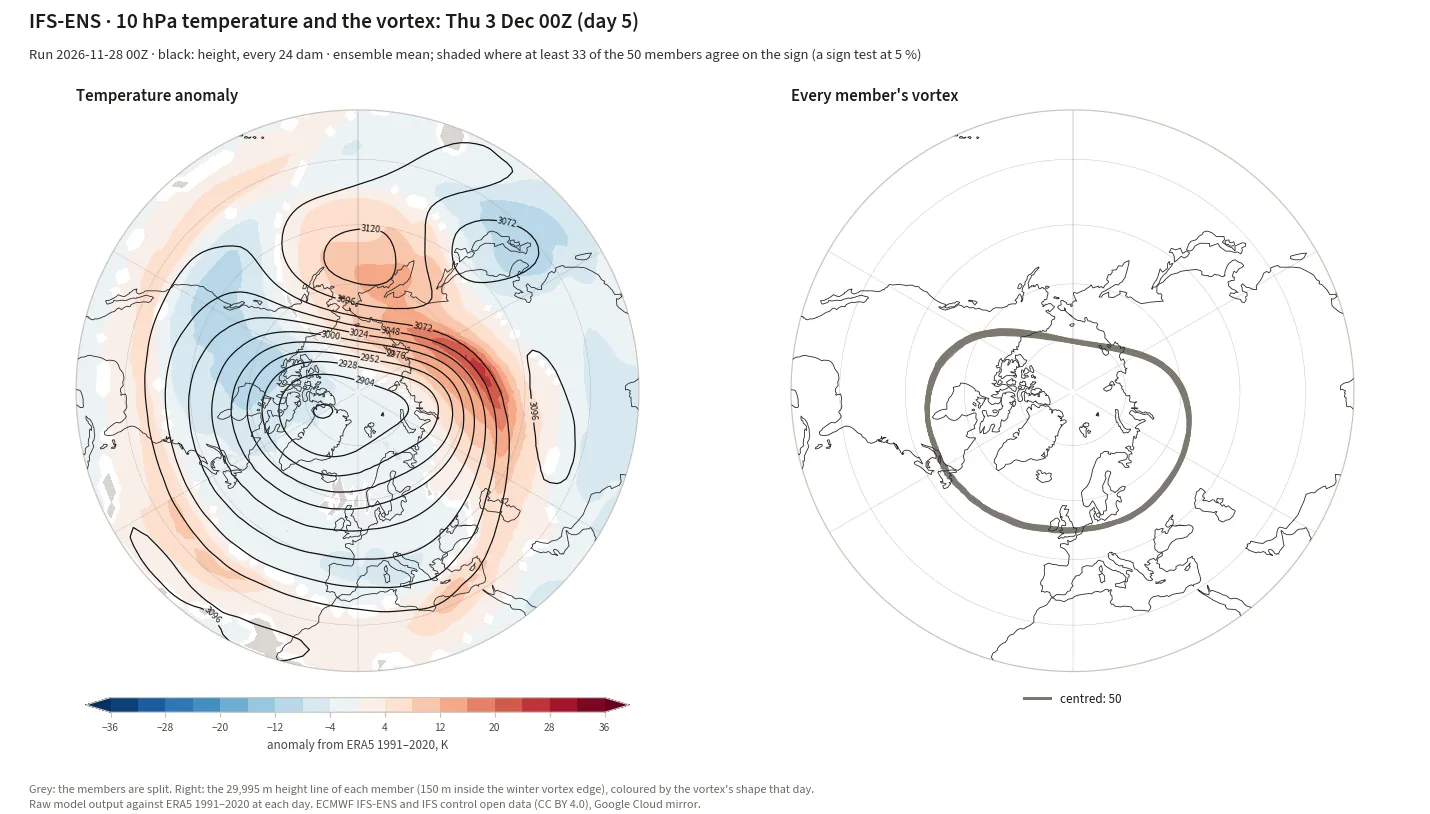 IFS-ENS · 10 hPa temperature and the vortex: Thu 3 Dec 00Z (day 5)
Run 2026-11-28 00Z · black: height, every 24 dam · ensemble mean; shaded where at least 33 of the 50 members agree on the sign (a sign test at 5 %)
Temperature anomaly
Every member's vortex
3120
3072
3096
3072
3048
3024
3000
2976
2952
2928
2904
3096
3096
centred: 50
−36 −28 −20 −12 −4 4 12 20 28 36
anomaly from ERA5 1991–2020, K
Grey: the members are split. Right: the 29,995 m height line of each member (150 m inside the winter vortex edge), coloured by the vortex's shape that day.
Raw model output against ERA5 1991–2020 at each day. ECMWF IFS-ENS and IFS control open data (CC BY 4.0), Google Cloud mirror.